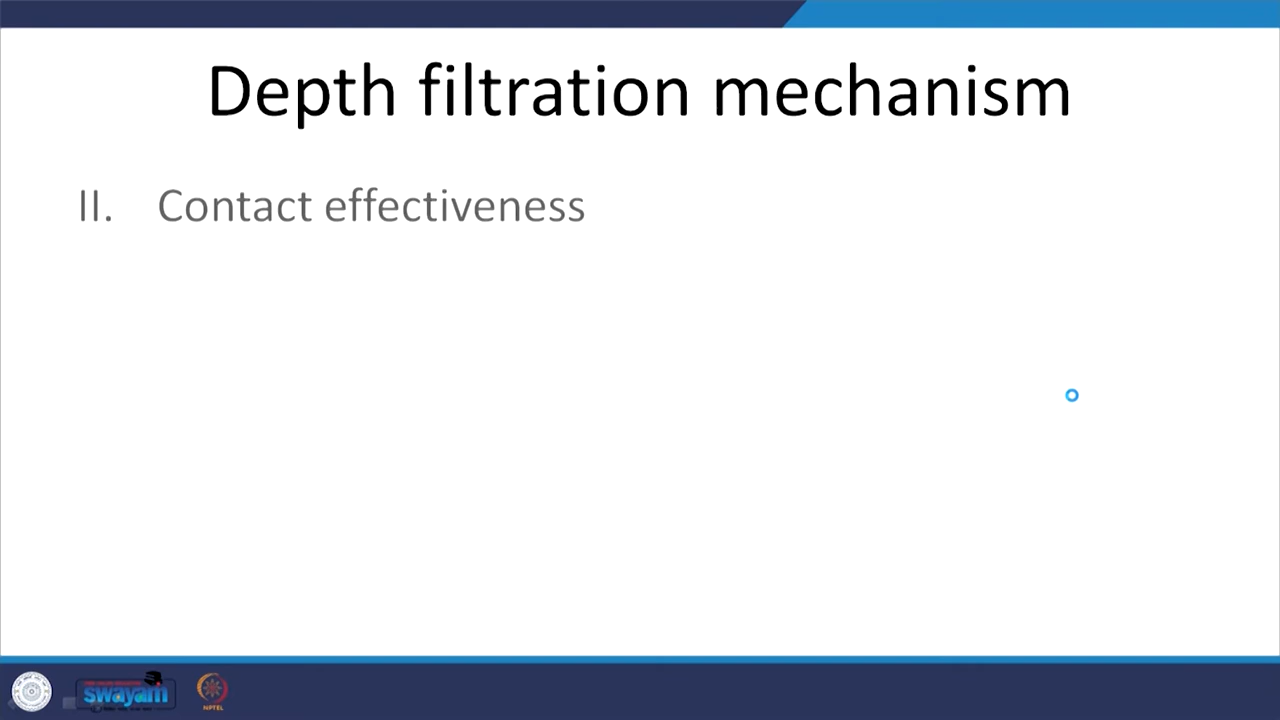 Depth filtration mechanism
II. Contact effectiveness
swayam
NPTEL